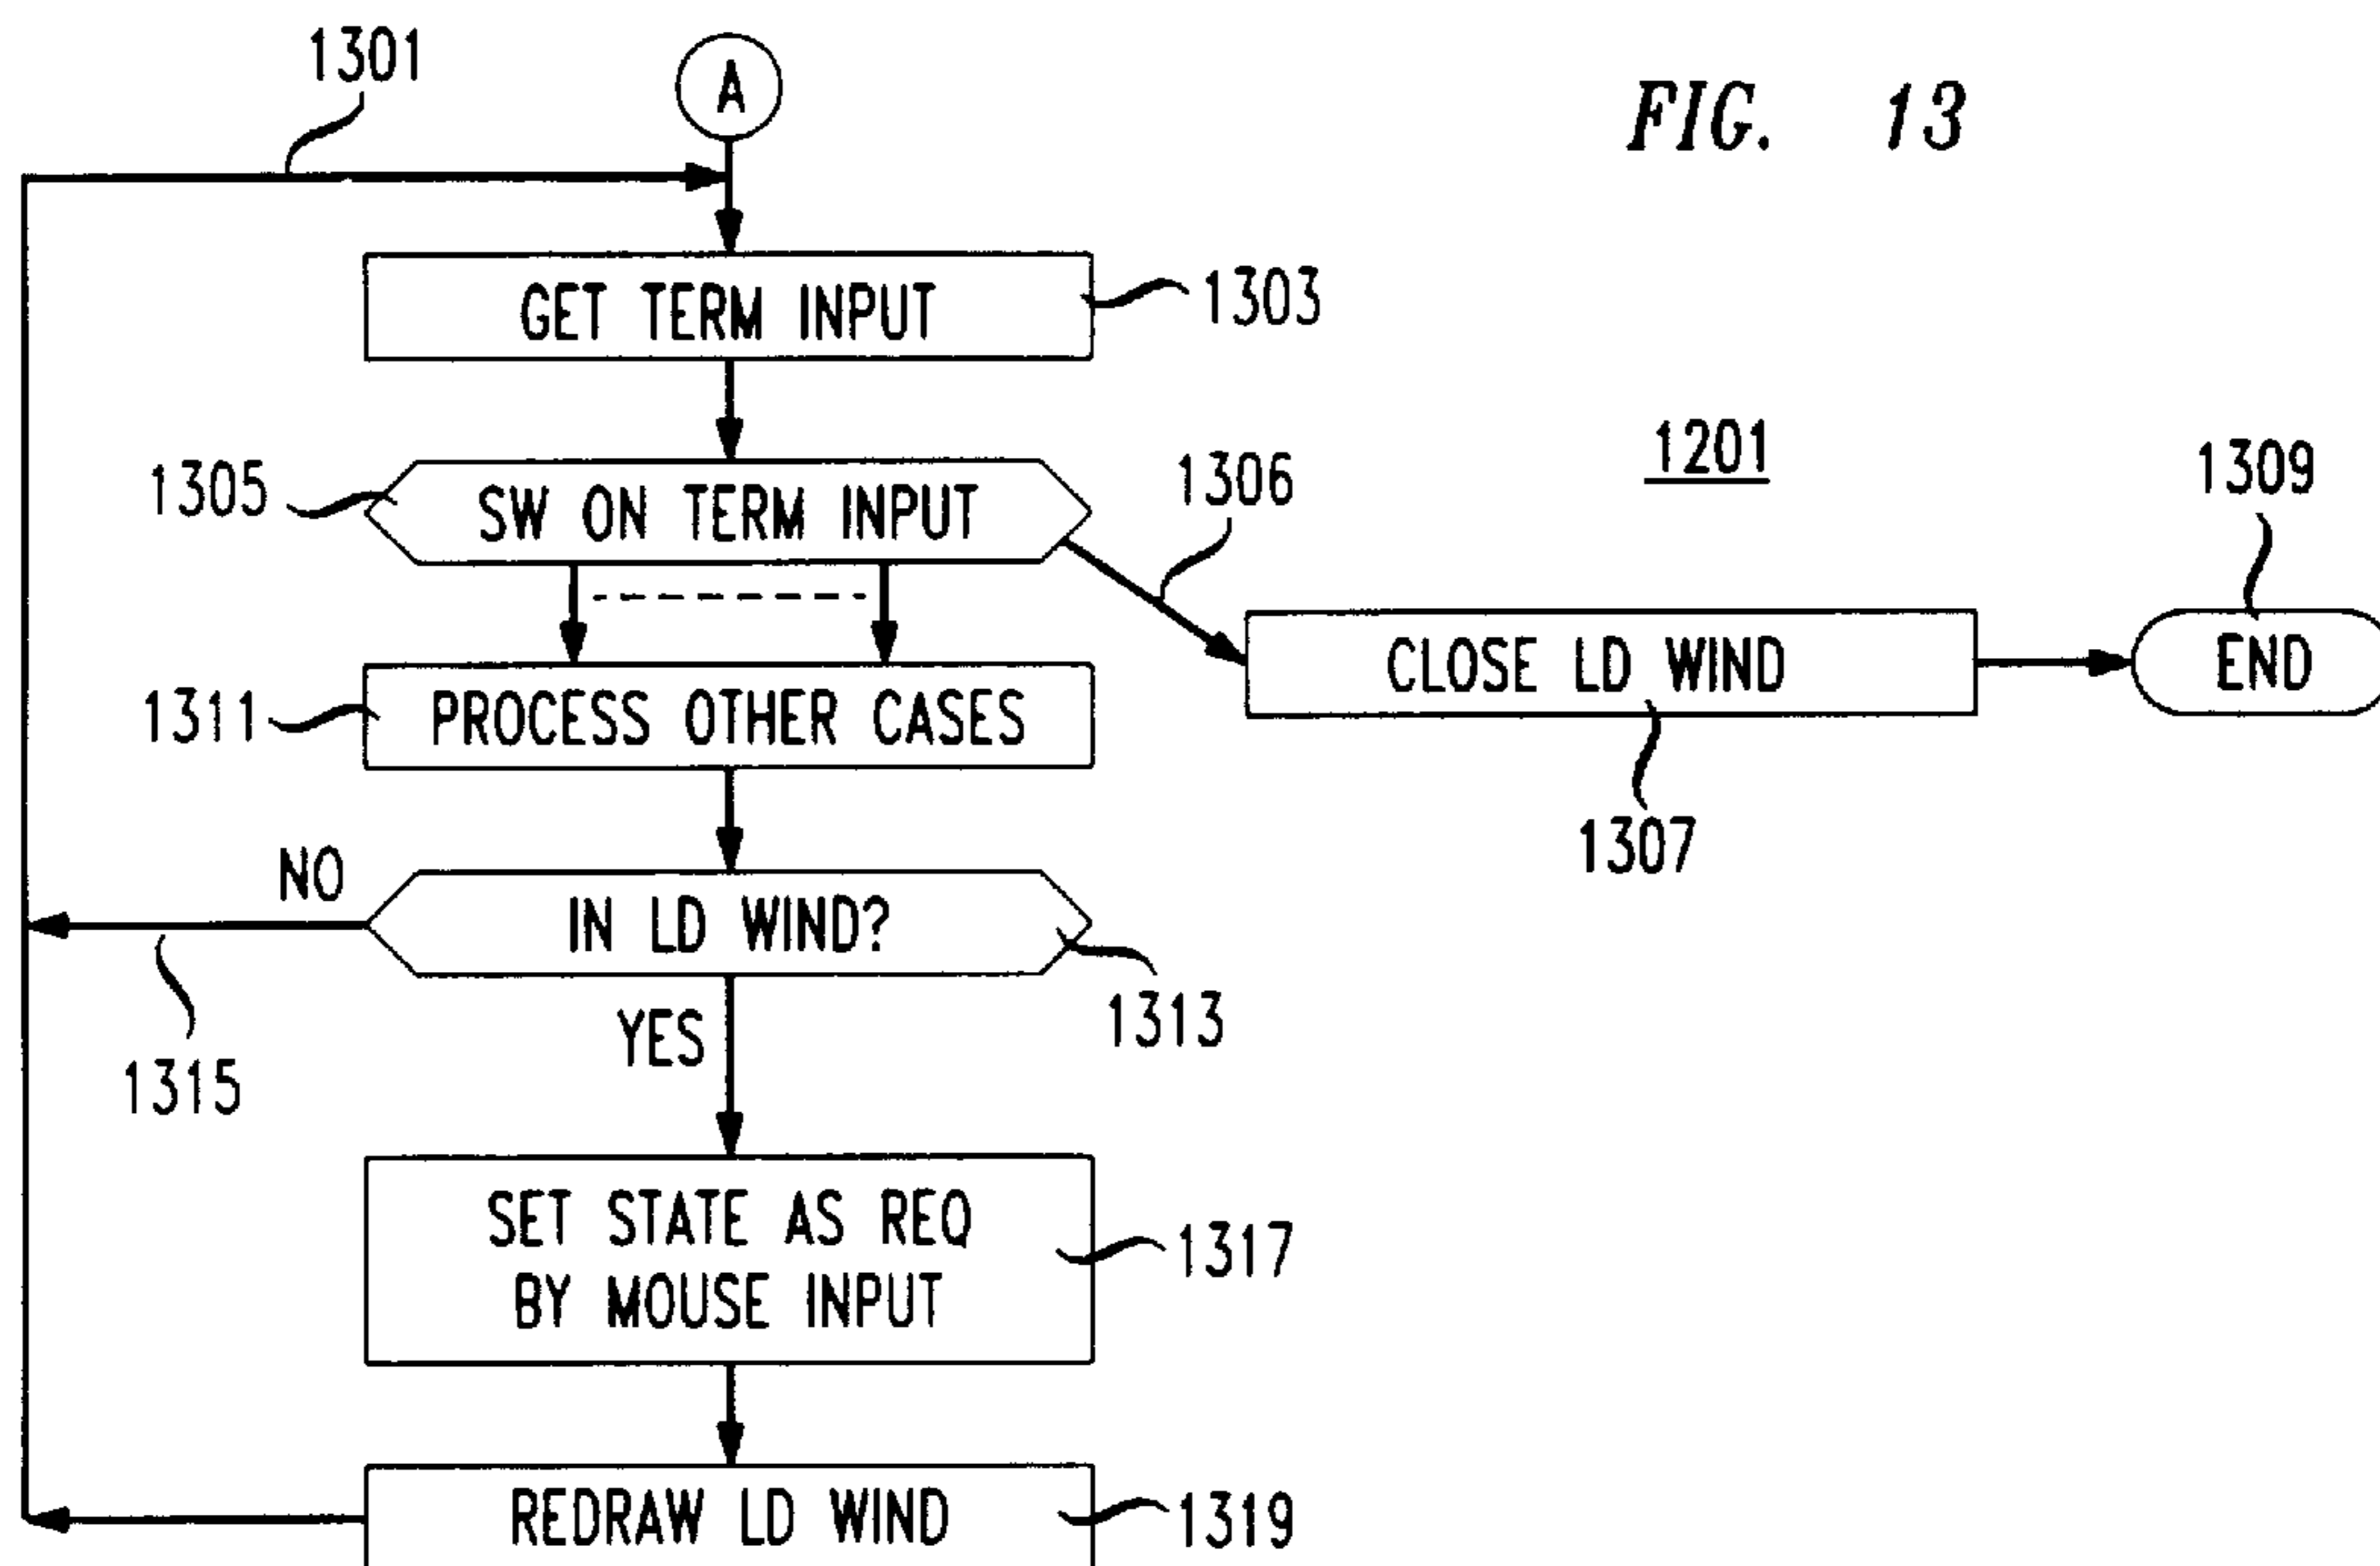 1301
A
FIG. 13
GET TERM INPUT
1303
1305
SW ON TERM INPUT
1306
1201
1309
1311
PROCESS OTHER CASES
CLOSE LD WIND
END
1307
NO
IN LD WIND?
1313
YES
1315
SET STATE AS REQ
BY MOUSE INPUT
1317
REDRAW LD WIND
1319